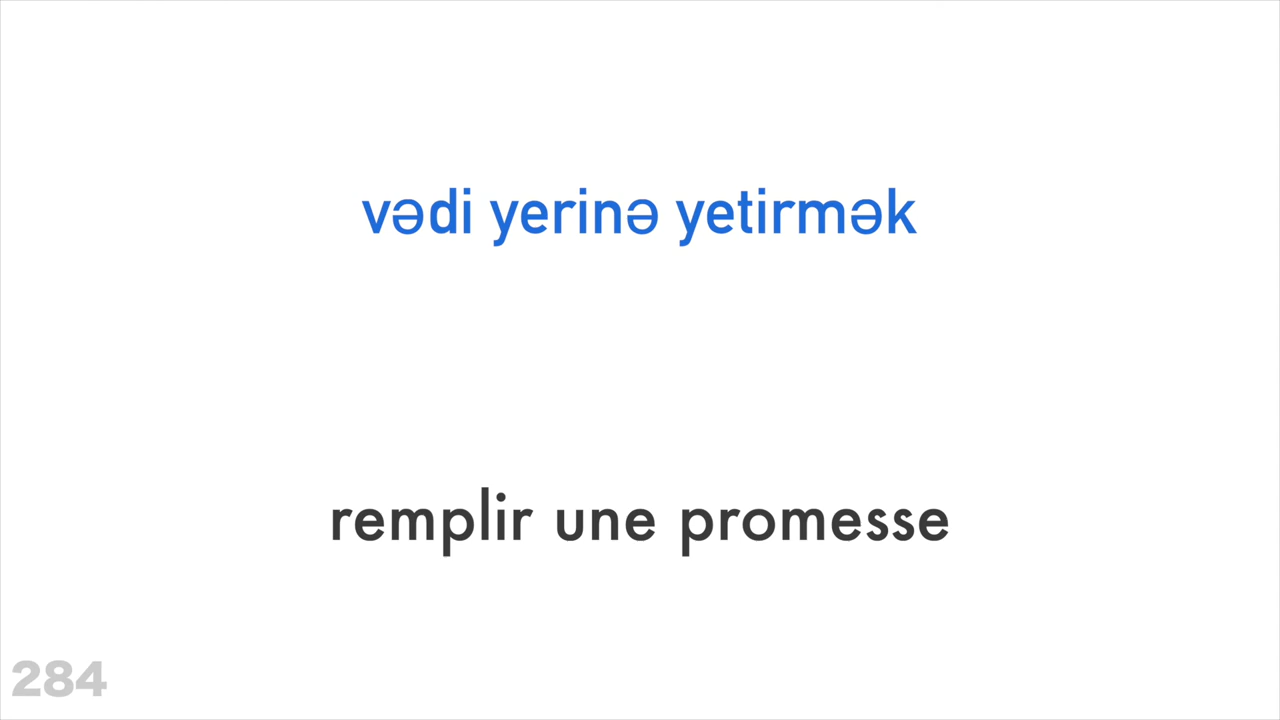 vədi yerinə yetirmək
remplir une promesse
284